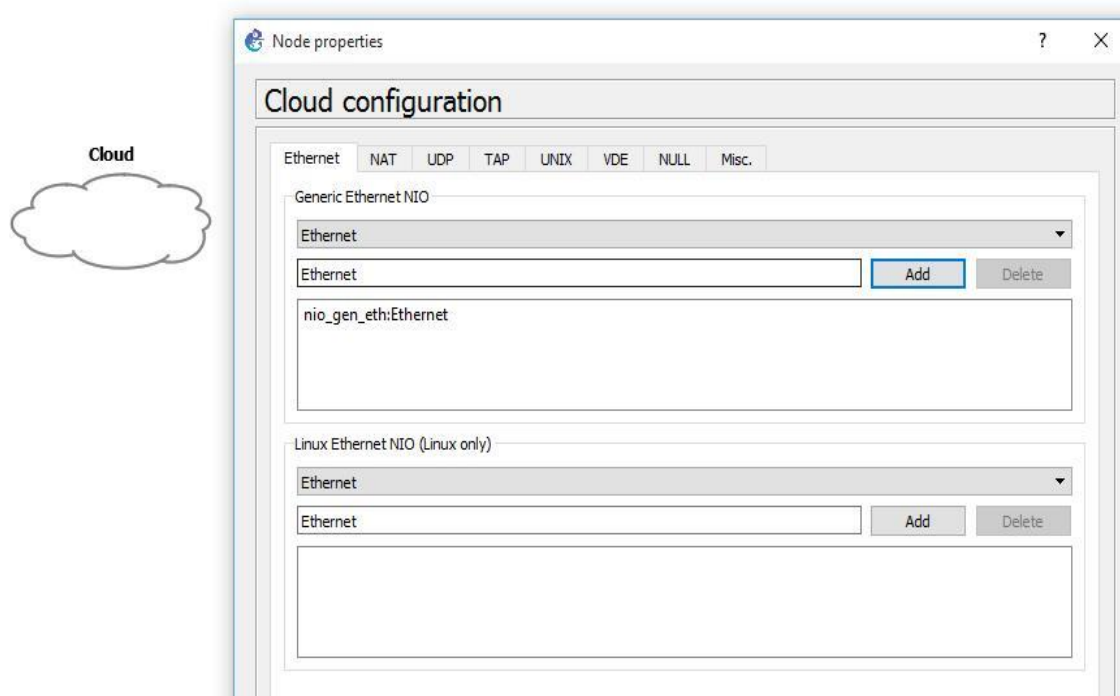 Node properties
?
X
Cloud configuration
Cloud
Ethernet NAT UDP TAP UNIX VDE NULL Misc.
Generic Ethernet NIO
Ethernet
Ethernet Add Delete
nio_gen_eth:Ethernet
Linux Ethernet NIO (Linux only)
Ethernet
Ethernet Add Delete